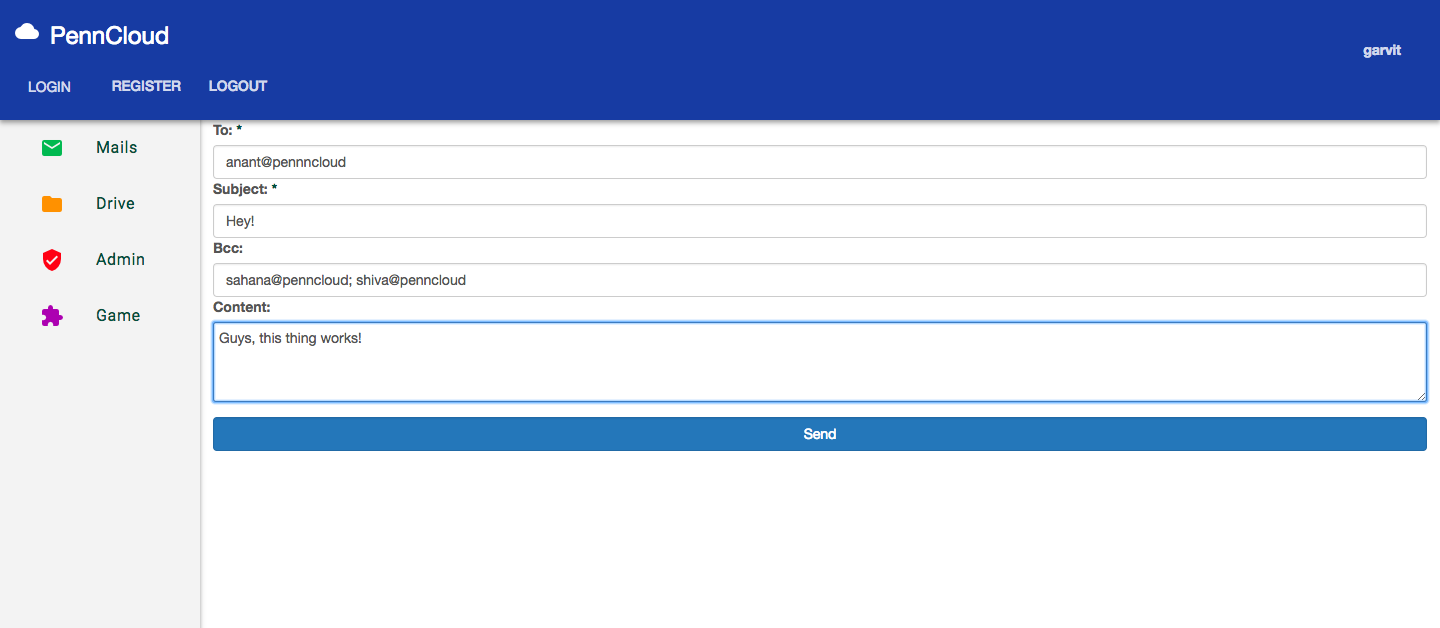 PennCloud
garvit
LOGIN REGISTER LOGOUT
Mails
Drive
Admin
Game
To: *
anant@pennncloud
Subject: *
Hey!
Bcc:
sahana@penncloud; shiva@penncloud
Content:
Guys, this thing works!
Send